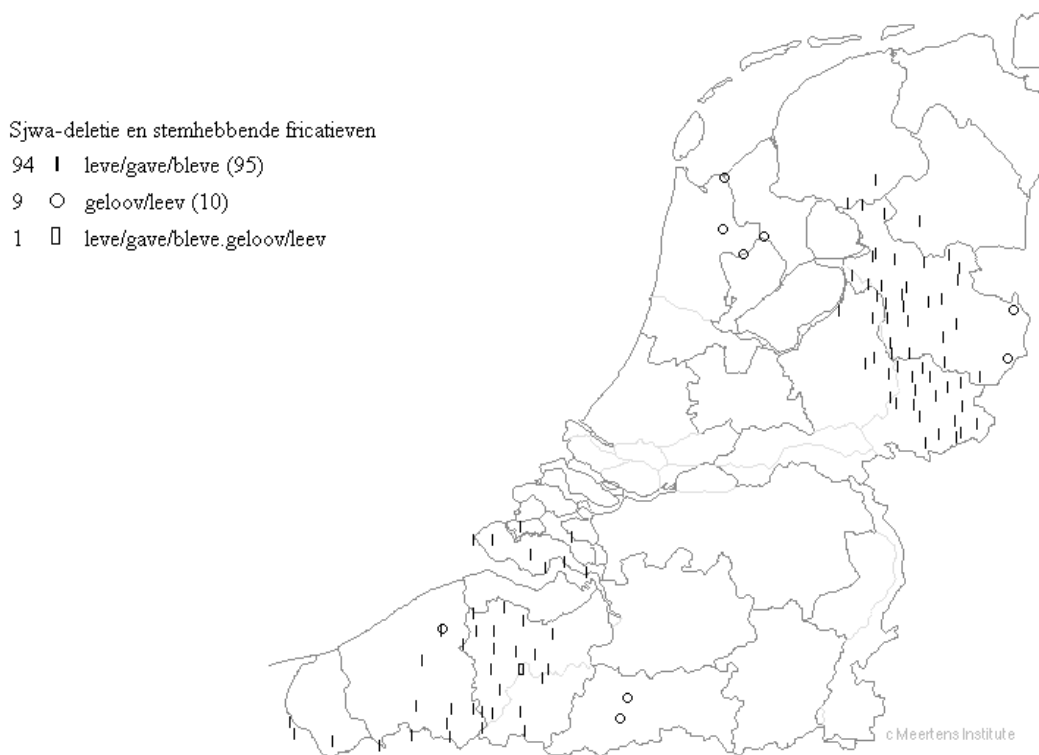 Sjwa-deletie en stemhebbende fricatieven
94 leve/gave/bleve (95)
9 geloov/leev (10)
1 leve/gave/bleve.geloov/leev
c Meertens Institute